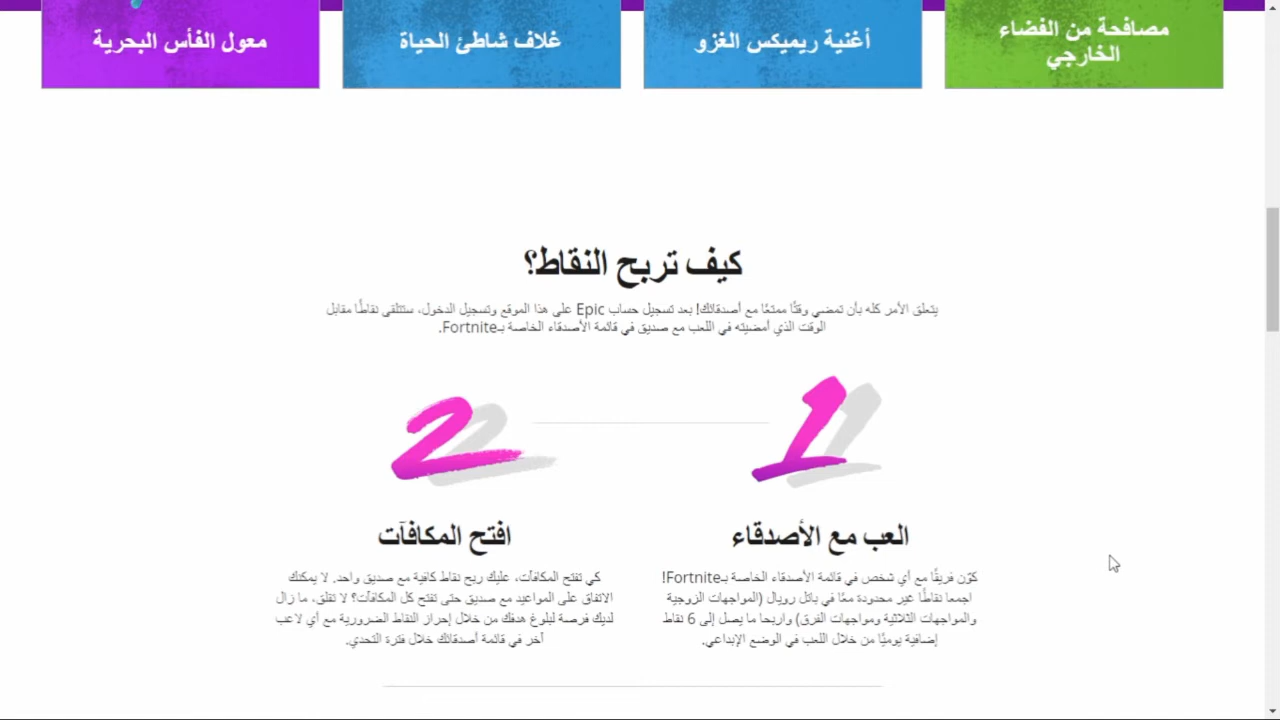 مصافحة من الفضاء
الخارجي
أغنية ريميكس الغزو
غلاف شاطئ الحياة
معول الفأس البحرية
كيف تربح النقاط؟
يتعلق الأمر كله بأن تمضي وقتًا ممتعًا مع أصدقائك! بعد تسجيل حساب Epic على هذا الموقع وتسجيل الدخول، ستتلقى نقاطًا مقابل
الوقت الذي أمضيته في اللعب مع صديق في قائمة الأصدقاء الخاصة بـFortnite.
1
2
العب مع الأصدقاء
كوّن فريقًا مع أي شخص في قائمة الأصدقاء الخاصة بـFortnite!
اجمعا نقاطًا غير محدودة معًا في باتل رويال (المواجهات الزوجية
والمواجهات الثلاثية ومواجهات الفرق) واربحا ما يصل إلى 6 نقاط
إضافية يوميًا من خلال اللعب في الوضع الإبداعي.
افتح المكافآت
كي تفتح المكافآت، عليك ربح نقاط كافية مع صديق واحد. لا يمكنك
الاتفاق على المواعيد مع صديق حتى تفتح كل المكافآت؟ لا تقلق، ما زال
لديك فرصة لبلوغ هدفك من خلال إحراز النقاط الضرورية مع أي لاعب
آخر في قائمة أصدقائك خلال فترة التحدي.